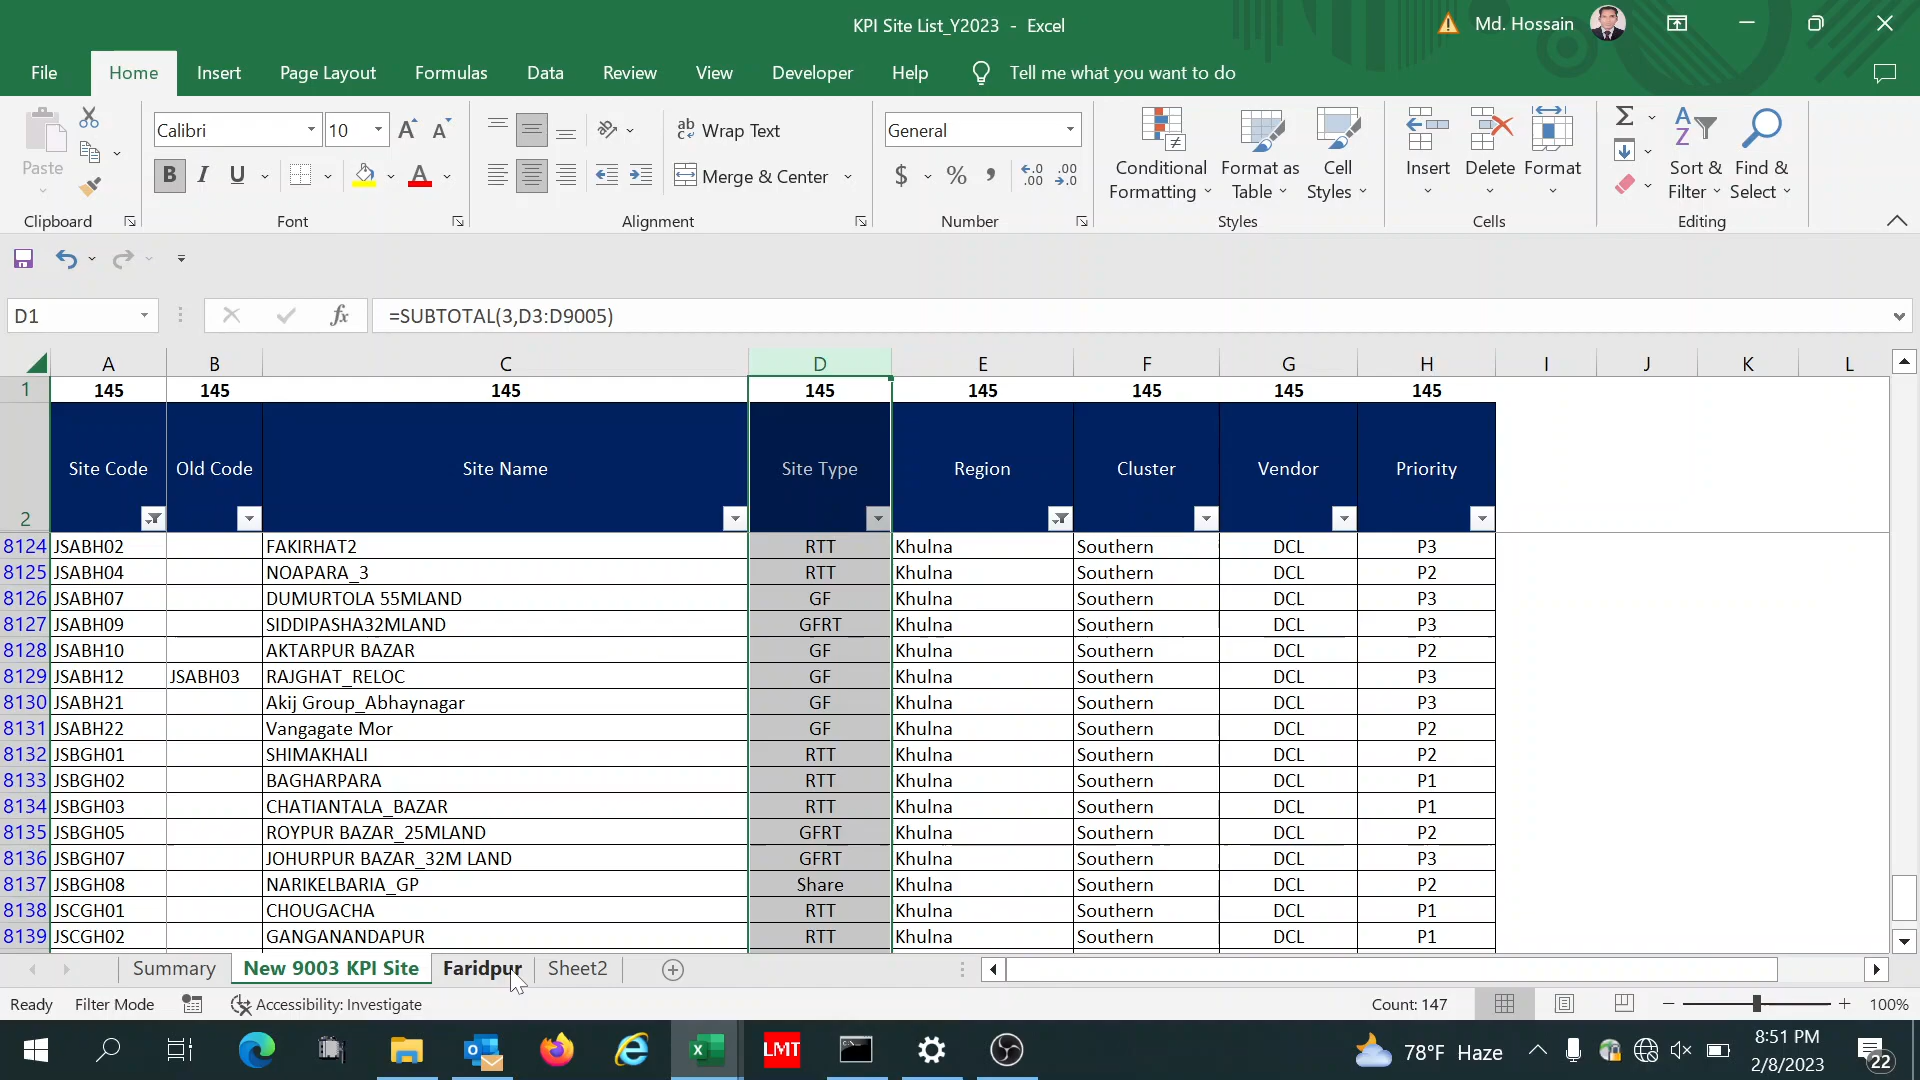 KPI Site List_Y2023 - Excel
Md. Hossain
File Home Insert Page Layout Formulas Data Review View Developer Help Tell me what you want to do
Paste
Calibri 10
Wrap Text
Merge & Center
General
Conditional Formatting
Format as Table
Cell Styles
Insert Delete Format
Sort & Filter
Find & Select
Clipboard Font Alignment Number Styles Cells Editing
D1 =SUBTOTAL(3,D3:D9005)
A B C D E F G H I J K L
1 145 145 145 145 145 145 145 145
2 Site Code Old Code Site Name Site Type Region Cluster Vendor Priority
8124 JSABH02 FAKIRHAT2 RTT Khulna Southern DCL P3
8125 JSABH04 NOAPARA_3 RTT Khulna Southern DCL P2
8126 JSABH07 DUMURTOLA 55MLAND GF Khulna Southern DCL P3
8127 JSABH09 SIDDIPASHA32MLAND GFRT Khulna Southern DCL P3
8128 JSABH10 AKTARPUR BAZAR GF Khulna Southern DCL P2
8129 JSABH12 JSABH03 RAJGHAT_RELOC GF Khulna Southern DCL P3
8130 JSABH21 Akij Group_Abhaynagar GF Khulna Southern DCL P3
8131 JSABH22 Vangagate Mor GF Khulna Southern DCL P2
8132 JSBGH01 SHIMAKHALI RTT Khulna Southern DCL P2
8133 JSBGH02 BAGHARPARA RTT Khulna Southern DCL P1
8134 JSBGH03 CHATIANTALA_BAZAR RTT Khulna Southern DCL P1
8135 JSBGH05 ROYPUR BAZAR_25MLAND GFRT Khulna Southern DCL P2
8136 JSBGH07 JOHURPUR BAZAR_32M LAND GFRT Khulna Southern DCL P3
8137 JSBGH08 NARIKELBARIA_GP Share Khulna Southern DCL P2
8138 JSCGH01 CHOUGACHA RTT Khulna Southern DCL P1
8139 JSCGH02 GANGANANDAPUR RTT Khulna Southern DCL P1
Summary New 9003 KPI Site Faridpur Sheet2
Ready Filter Mode Accessibility: Investigate Count: 147 100%
LMT 78°F Haze 8:51 PM
2/8/2023 22